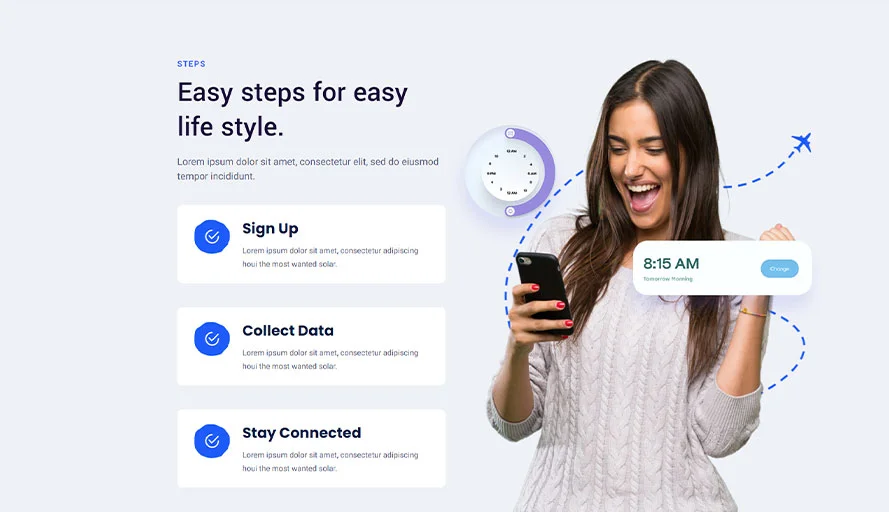 STEPS
Easy steps for easy
life style.
Lorem ipsum dolor sit amet, consectetur elit, sed do eiusmod
tempor incididunt.
Sign Up
Lorem ipsum dolor sit amet, consectetur adipiscing
houi the most wanted solar.
Collect Data
Lorem ipsum dolor sit amet, consectetur adipiscing
houi the most wanted solar.
Stay Connected
Lorem ipsum dolor sit amet, consectetur adipiscing
houi the most wanted solar.
12 AM
6 PM
6 AM
12 AM
8:15 AM
Tomorrow Morning
Change